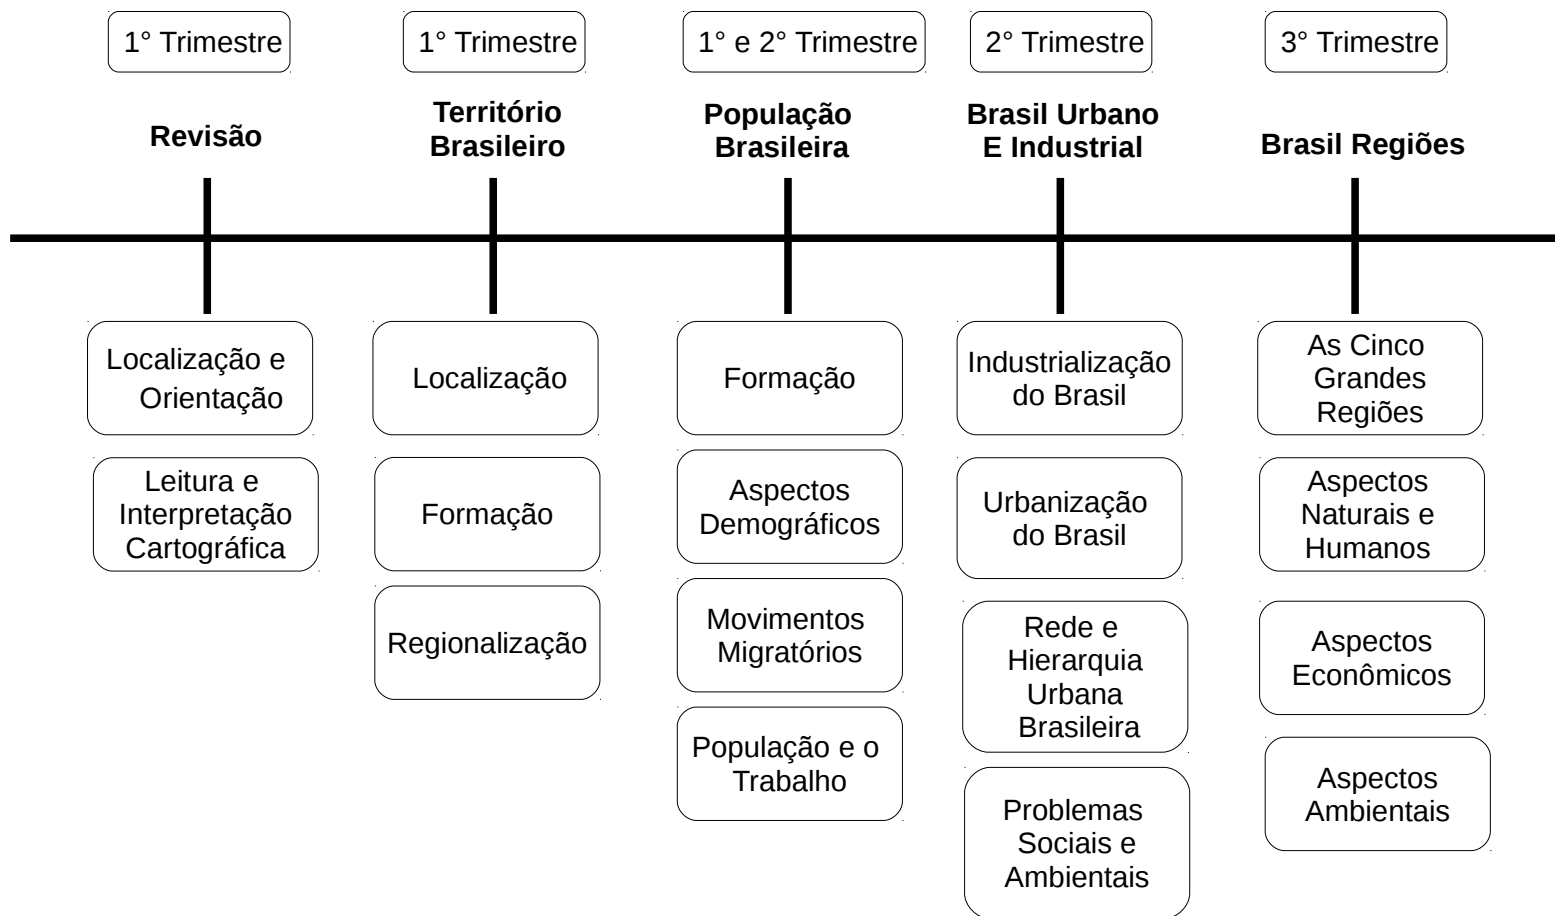 1° Trimestre
1° Trimestre
1° e 2° Trimestre
2° Trimestre
3° Trimestre
Revisão
Território
Brasileiro
População
Brasileira
Brasil Urbano
E Industrial
Brasil Regiões
Localização e
Orientação
Leitura e
Interpretação
Cartográfica
Localização
Formação
Regionalização
Formação
Aspectos
Demográficos
Movimentos
Migratórios
População e o
Trabalho
Industrialização
do Brasil
Urbanização
do Brasil
Rede e
Hierarquia
Urbana
Brasileira
Problemas
Sociais e
Ambientais
As Cinco
Grandes
Regiões
Aspectos
Naturais e
Humanos
Aspectos
Econômicos
Aspectos
Ambientais